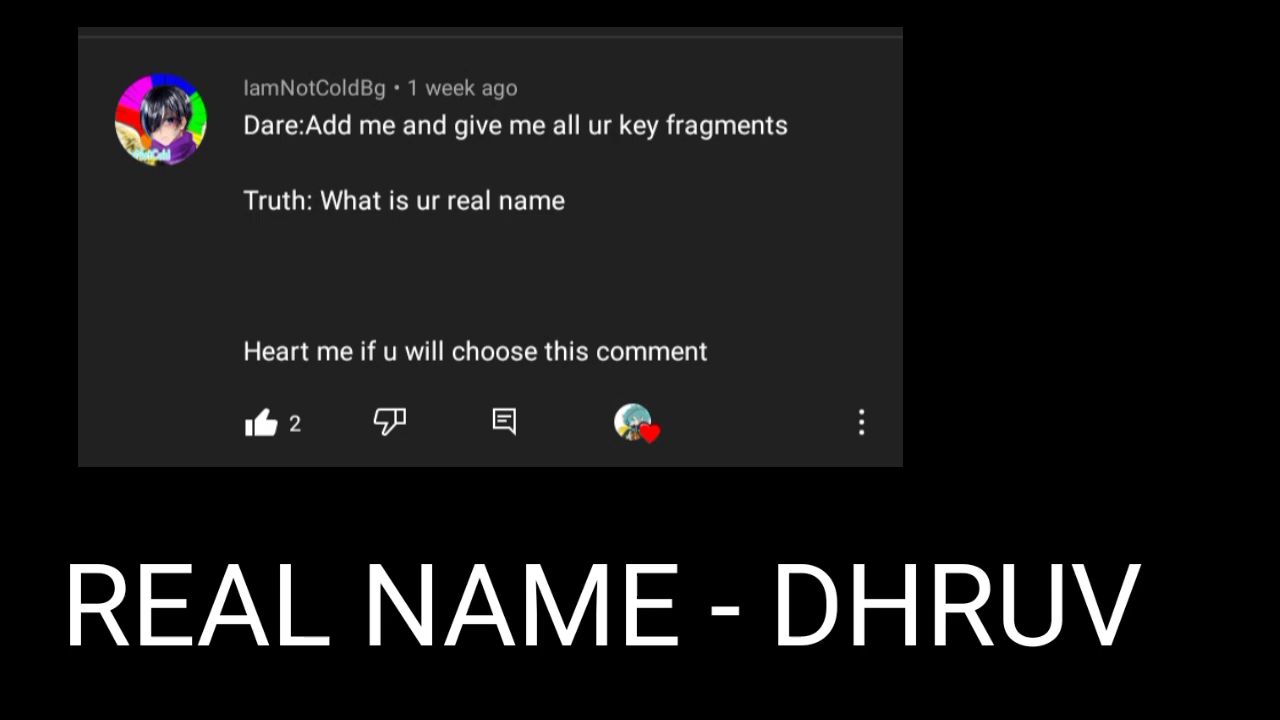 IamNotColdBg • 1 week ago
Dare:Add me and give me all ur key fragments
Truth: What is ur real name
Heart me if u will choose this comment
2
REAL NAME - DHRUV